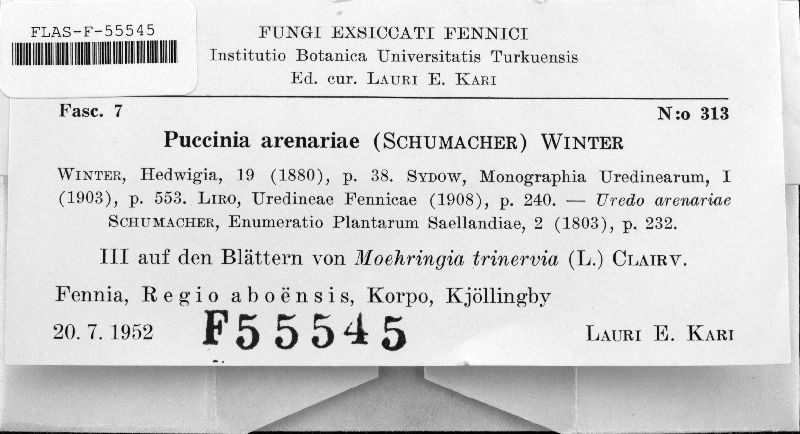 FLAS-F-55545
FUNGI EXSICCATI FENNICI
Institutio Botanica Universitatis Turkuensis
Ed. cur. LAURI E. KARI
Fasc. 7 N:o 313
Puccinia arenariae (SCHUMACHER) WINTER
WINTER, Hedwigia, 19 (1880), p. 38. SYDOW, Monographia Uredinearum, I
(1903), p. 553. LIRO, Uredineae Fennicae (1908), p. 240. — Uredo arenariae
SCHUMACHER, Enumeratio Plantarum Saellandiae, 2 (1803), p. 232.
III auf den Blättern von Moehringia trinervia (L.) CLAIRV.
Fennia, Regio aboënsis, Korpo, Kjöllingby
20. 7. 1952 F55545 LAURI E. KARI